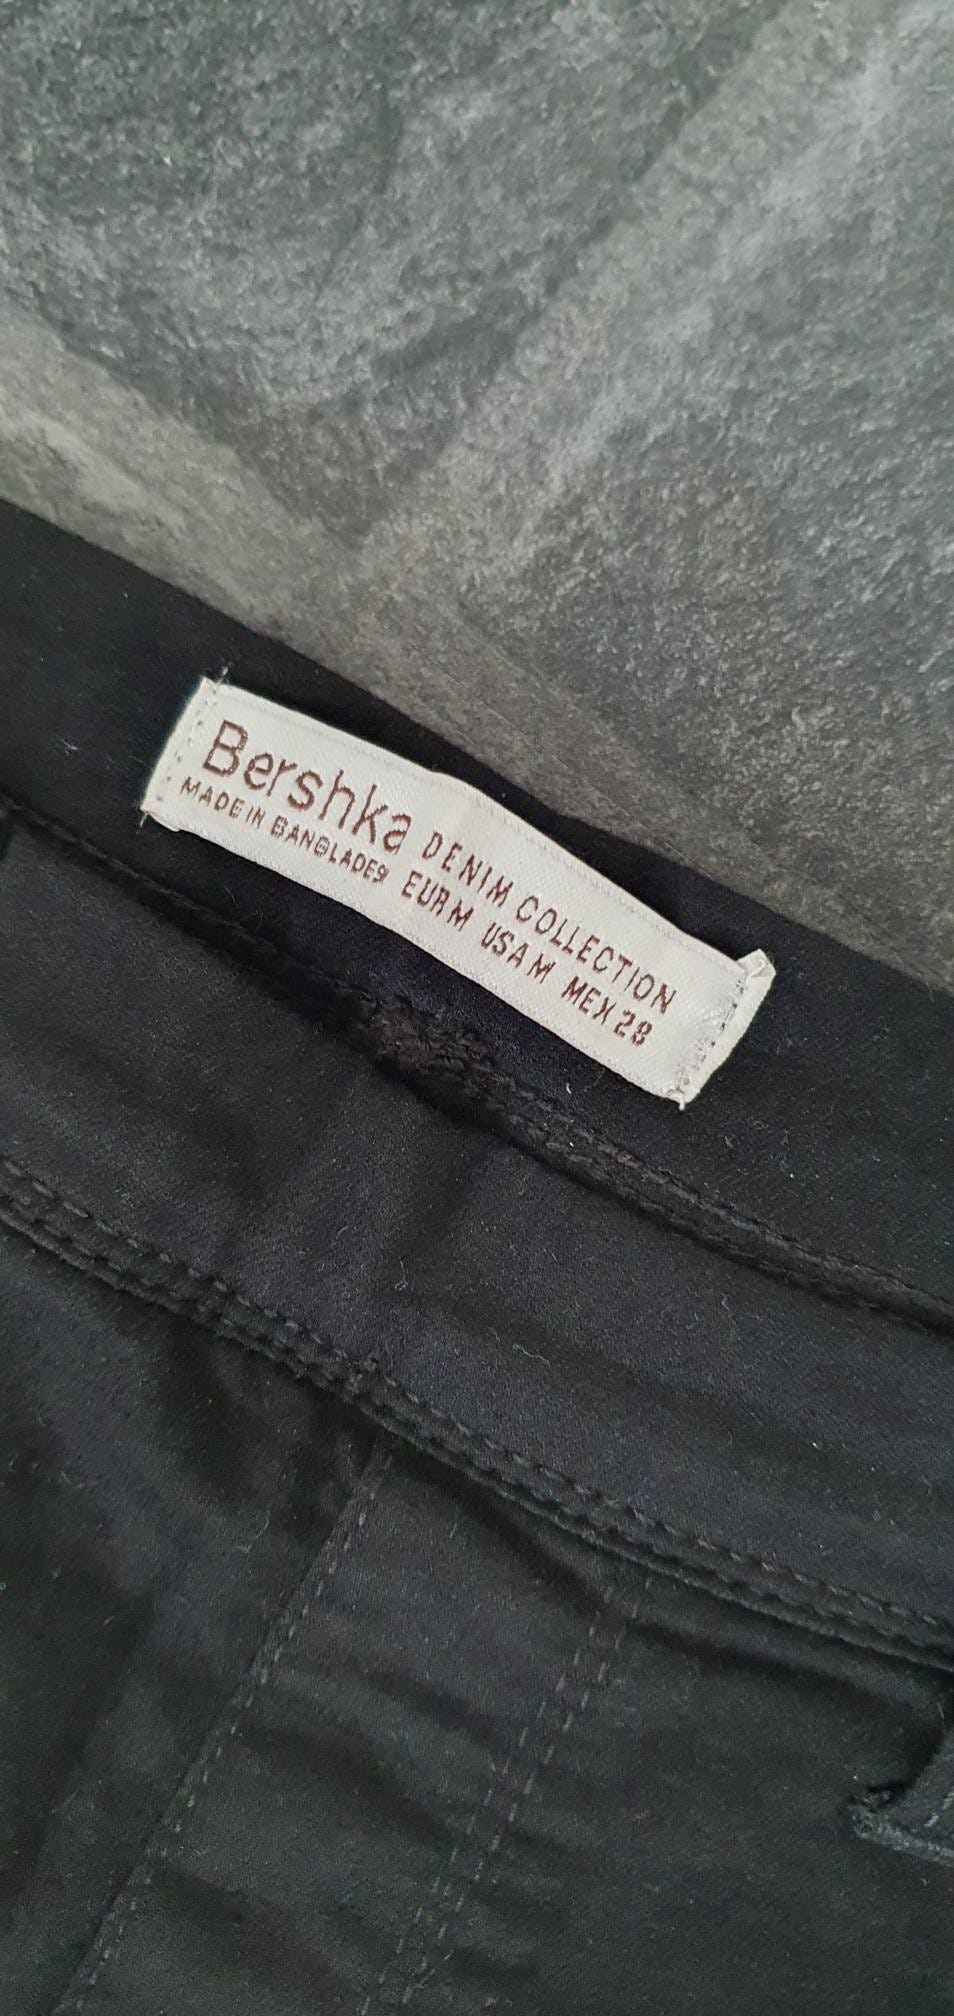 Bershka DENIM COLLECTION
MADE IN BANGLADES EUR M USA M MEX 28